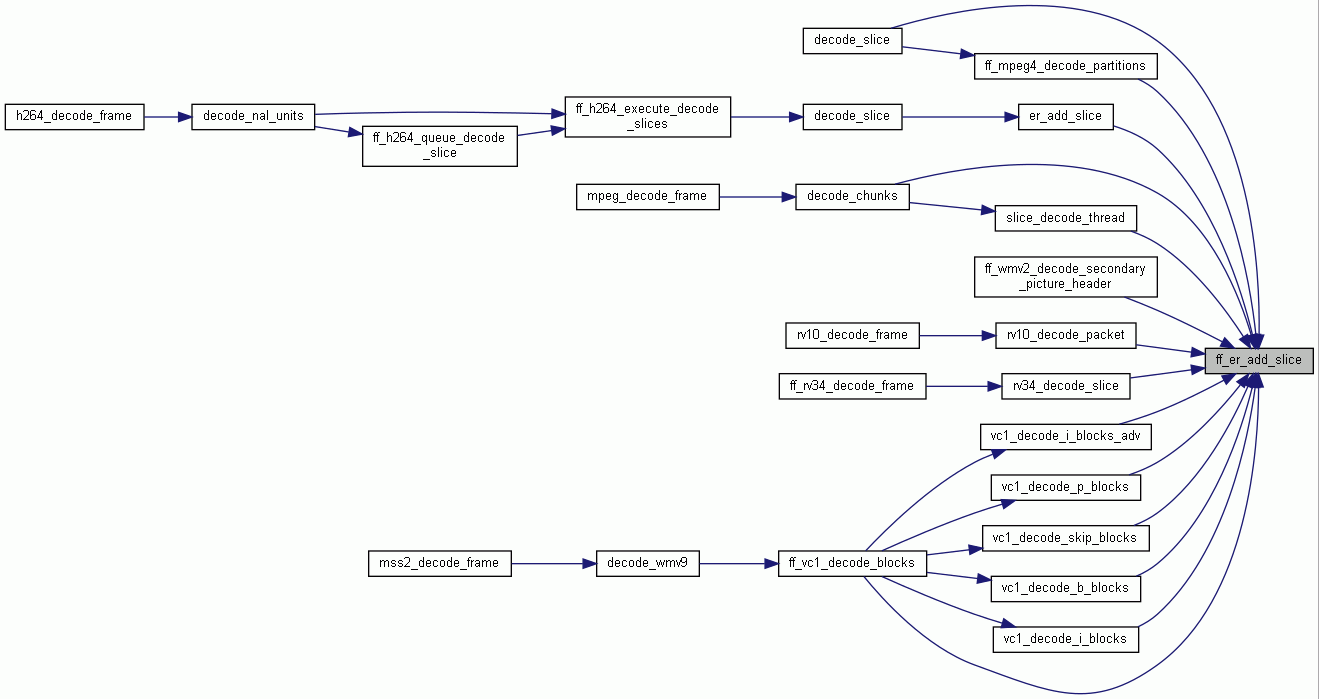 decode_slice
ff_mpeg4_decode_partitions
h264_decode_frame
decode_nal_units
ff_h264_execute_decode
_slices
decode_slice
er_add_slice
ff_h264_queue_decode
_slice
mpeg_decode_frame
decode_chunks
slice_decode_thread
ff_wmv2_decode_secondary
_picture_header
rv10_decode_frame
rv10_decode_packet
ff_er_add_slice
ff_rv34_decode_frame
rv34_decode_slice
vc1_decode_i_blocks_adv
vc1_decode_p_blocks
vc1_decode_skip_blocks
mss2_decode_frame
decode_wmv9
ff_vc1_decode_blocks
vc1_decode_b_blocks
vc1_decode_i_blocks